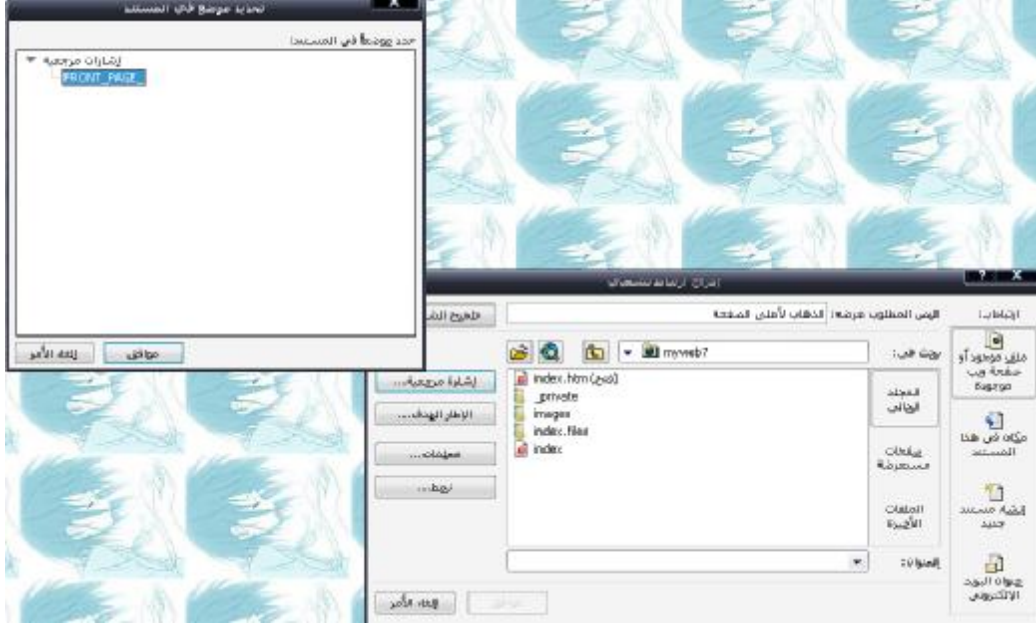 تحديد موضع في المستند
حدد موضعاً في المستند:
إشارات مرجعية
FRONT_PAGE_
موافق
إلغاء الأمر
إدراج ارتباط تشعبي
ارتباط بـ:
النص المطلوب عرضه:
الذهاب لأعلى الصفحة
ملف موجود أو
صفحة ويب
موجودة
مكان في هذا
المستند
إنشاء مستند
جديد
عنوان البريد
الإلكتروني
بحث في:
myweb7
المجلد
الحالي
صفحات
مستعرضة
الملفات
الأخيرة
index.htm (فتح)
_private
images
index.files
index
إشارة مرجعية...
الإطار الهدف...
معلمات...
نمط...
العنوان:
موافق
إلغاء الأمر